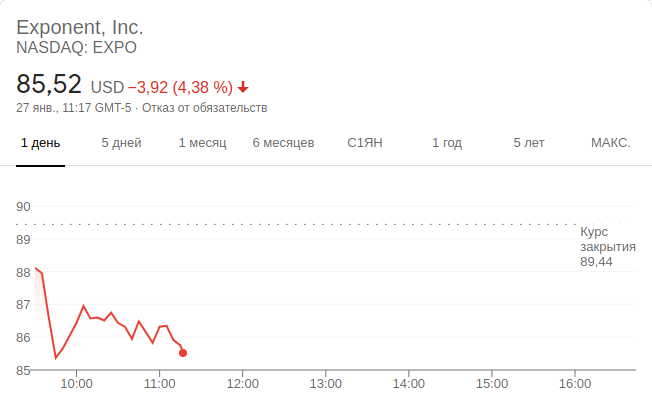 Exponent, Inc.
NASDAQ: EXPO
85,52 USD −3,92 (4,38 %)
27 янв., 11:17 GMT-5 · Отказ от обязательств
1 день 5 дней 1 месяц 6 месяцев С1ЯН 1 год 5 лет МАКС.
90
Курс
закрытия
89,44
89
88
87
86
85
10:00 11:00 12:00 13:00 14:00 15:00 16:00